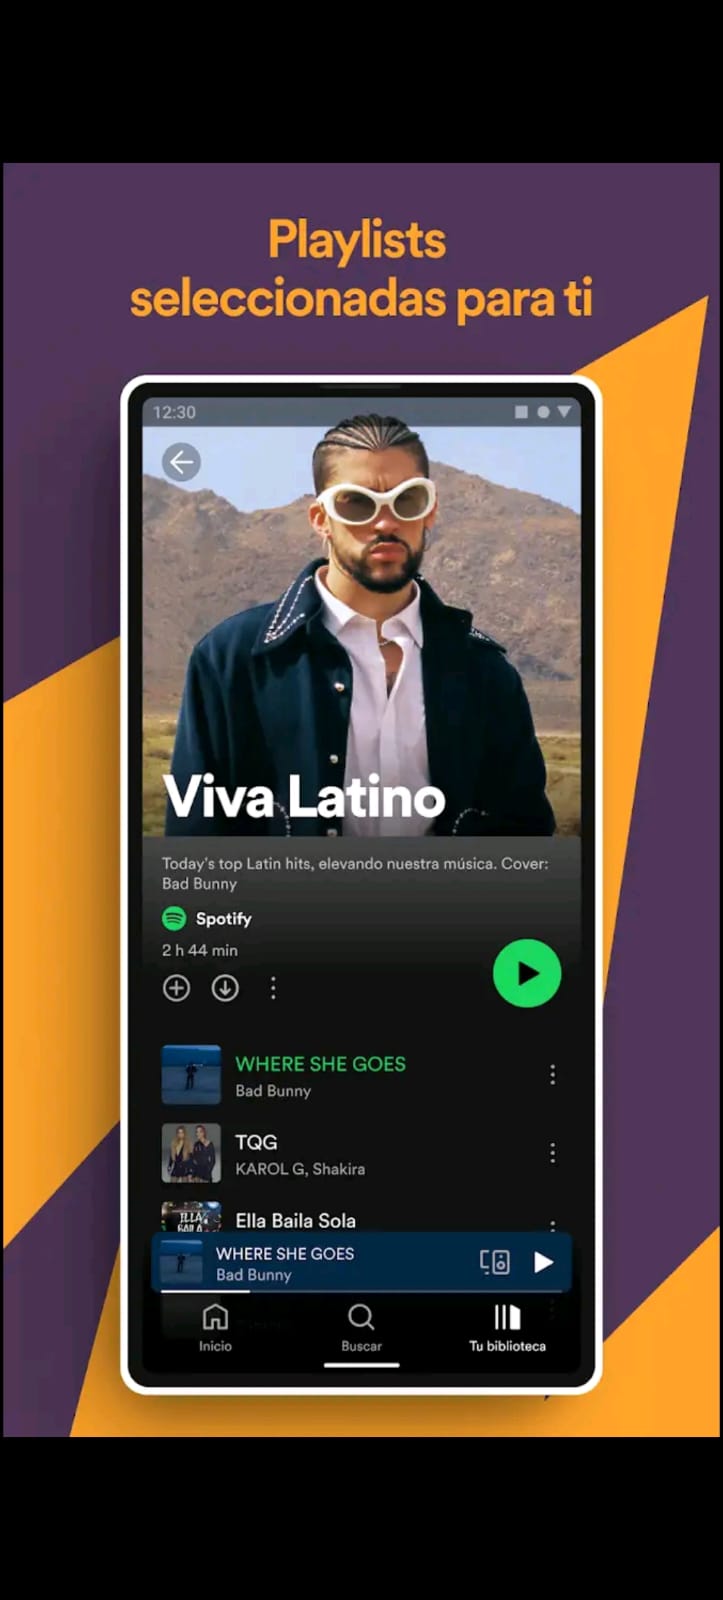 Playlists
seleccionadas para ti
12:30
Viva Latino
Today's top Latin hits, elevando nuestra música. Cover:
Bad Bunny
Spotify
2 h 44 min
WHERE SHE GOES
Bad Bunny
TQG
KAROL G, Shakira
ELLA
BAILA
Ella Baila Sola
WHERE SHE GOES
Bad Bunny
Inicio
Buscar
Tu biblioteca